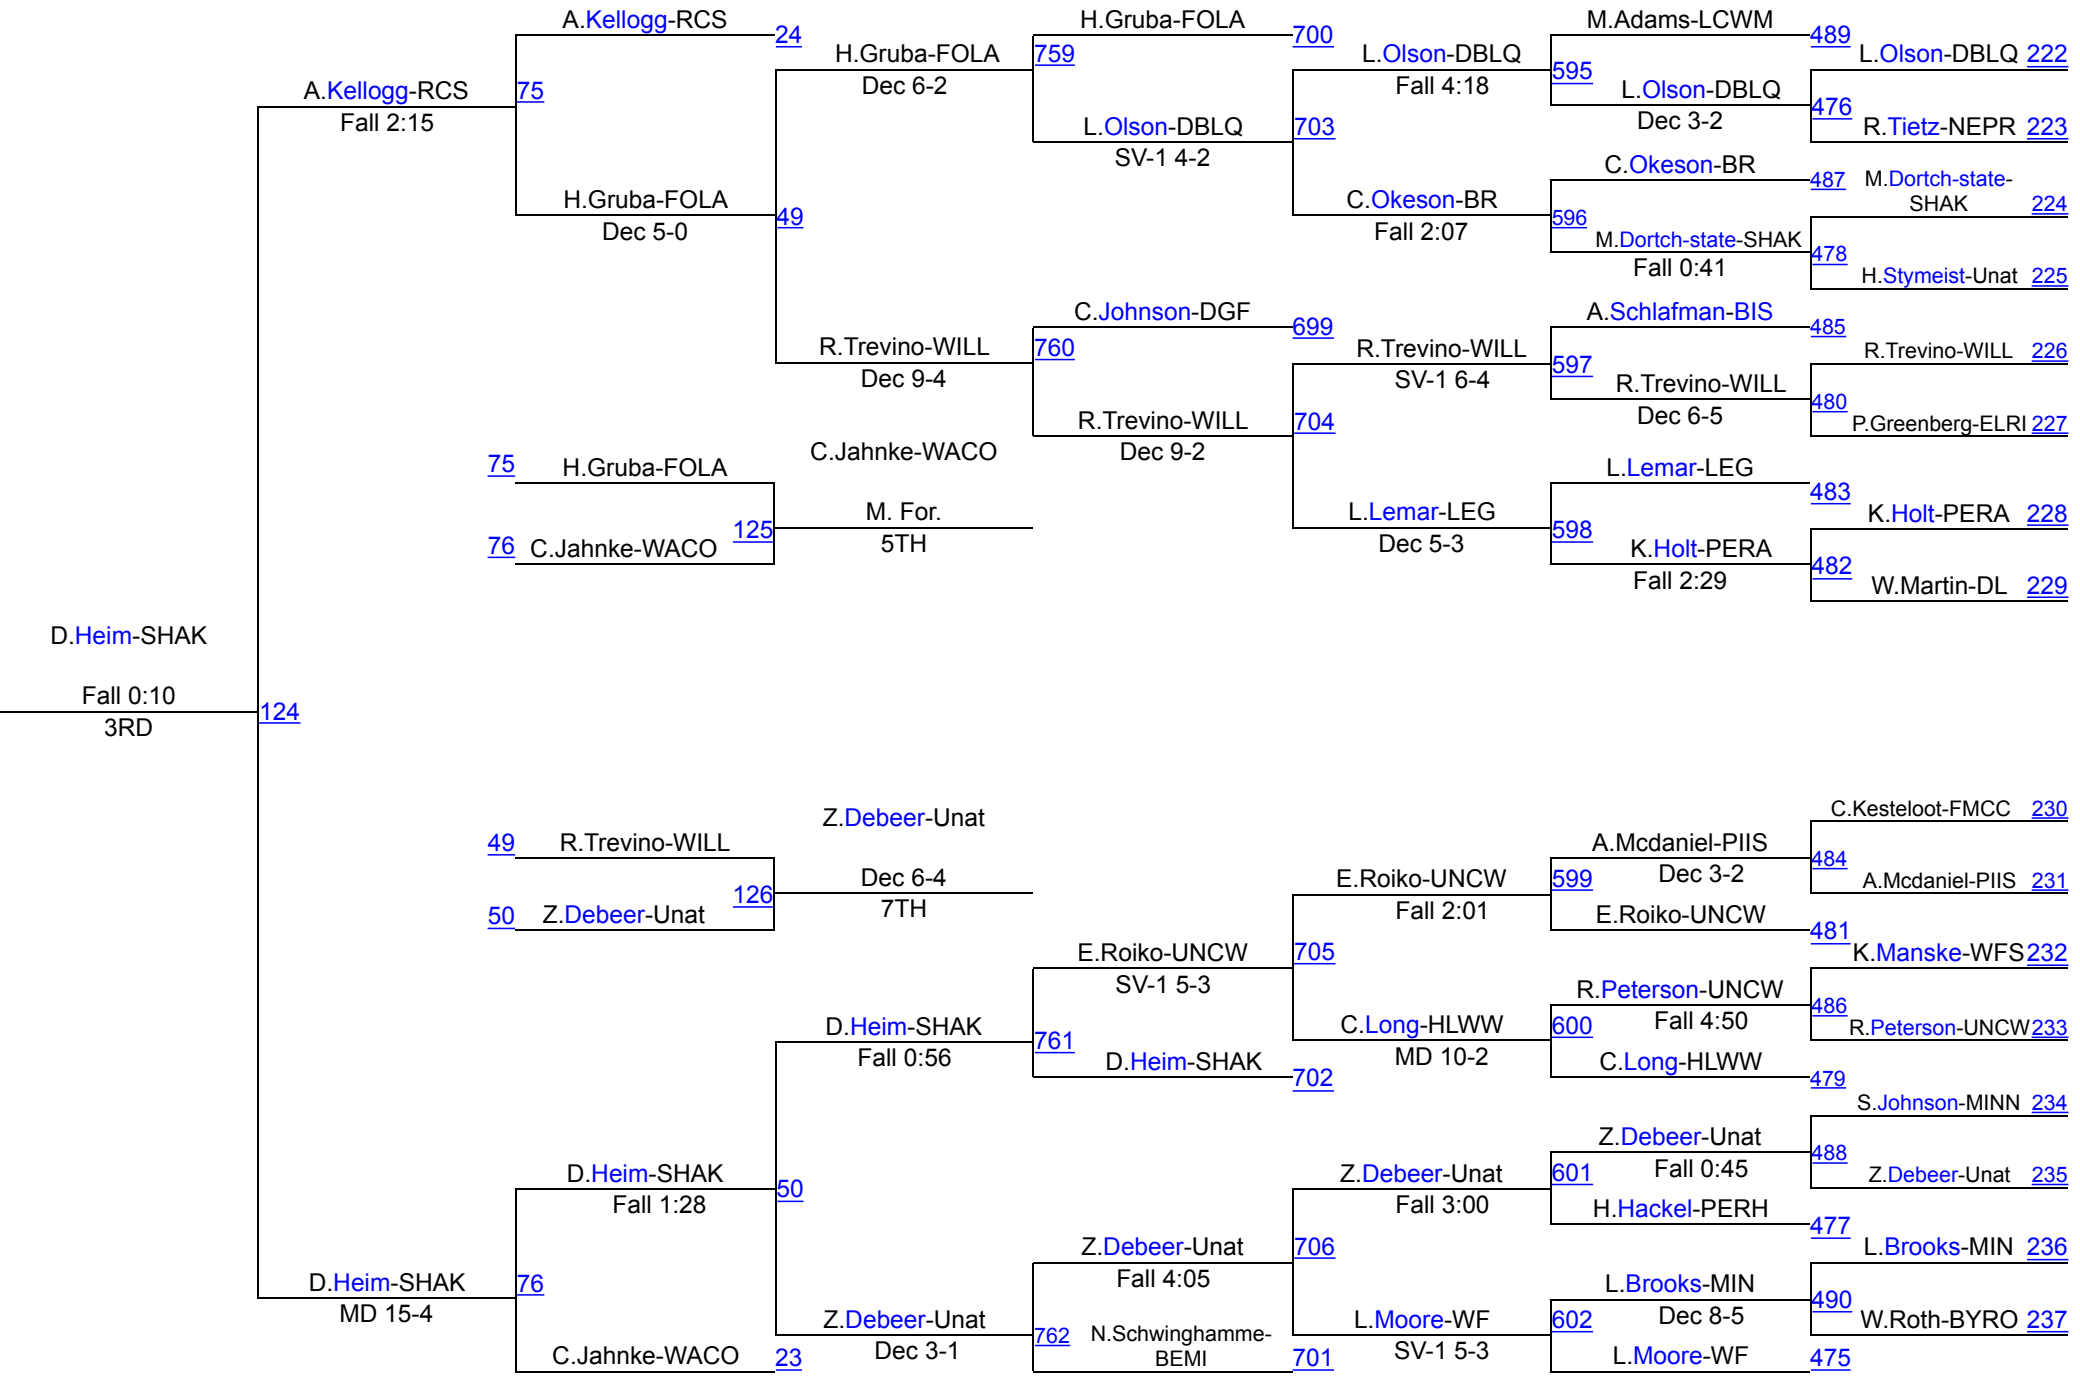 A.Kellogg-RCS
24
H.Gruba-FOLA
700
M.Adams-LCWM
489
H.Gruba-FOLA
759
Dec 6-2
L.Olson-DBLQ
Fall 4:18
595
L.Olson-DBLQ 222
A.Kellogg-RCS
75
Fall 2:15
L.Olson-DBLQ
Dec 3-2
476
R.Tietz-NEPR 223
L.Olson-DBLQ
703
SV-1 4-2
C.Okeson-BR
487
M.Dortch-state-
SHAK 224
H.Gruba-FOLA
49
Dec 5-0
C.Okeson-BR
Fall 2:07
596
M.Dortch-state-SHAK
Fall 0:41
478
H.Stymeist-Unat 225
C.Johnson-DGF
699
A.Schlafman-BIS
485
R.Trevino-WILL
760
Dec 9-4
R.Trevino-WILL
SV-1 6-4
597
R.Trevino-WILL 226
R.Trevino-WILL
Dec 6-5
480
P.Greenberg-ELRI 227
R.Trevino-WILL
704
Dec 9-2
75
H.Gruba-FOLA
C.Jahnke-WACO
L.Lemar-LEG
483
K.Holt-PERA 228
76
C.Jahnke-WACO
125
M. For.
5TH
L.Lemar-LEG
Dec 5-3
598
K.Holt-PERA
Fall 2:29
482
W.Martin-DL 229
D.Heim-SHAK
Fall 0:10
3RD
124
49
R.Trevino-WILL
Z.Debeer-Unat
C.Kesteloot-FMCC 230
A.Mcdaniel-PIIS
Dec 3-2
484
A.Mcdaniel-PIIS 231
50
Z.Debeer-Unat
126
Dec 6-4
7TH
E.Roiko-UNCW
Fall 2:01
599
E.Roiko-UNCW
481
K.Manske-WFS 232
E.Roiko-UNCW
705
SV-1 5-3
R.Peterson-UNCW
Fall 4:50
486
R.Peterson-UNCW 233
D.Heim-SHAK
Fall 0:56
761
D.Heim-SHAK
702
C.Long-HLWW
MD 10-2
600
C.Long-HLWW
479
S.Johnson-MINN 234
Z.Debeer-Unat
Fall 0:45
488
Z.Debeer-Unat 235
D.Heim-SHAK
Fall 1:28
50
Z.Debeer-Unat
Fall 3:00
601
H.Hackel-PERH
477
L.Brooks-MIN 236
Z.Debeer-Unat
Fall 4:05
706
D.Heim-SHAK
MD 15-4
76
L.Brooks-MIN
Dec 8-5
490
W.Roth-BYRO 237
Z.Debeer-Unat
Dec 3-1
762
N.Schwinghamme-
BEMI
701
L.Moore-WF
SV-1 5-3
602
L.Moore-WF
475
C.Jahnke-WACO
23